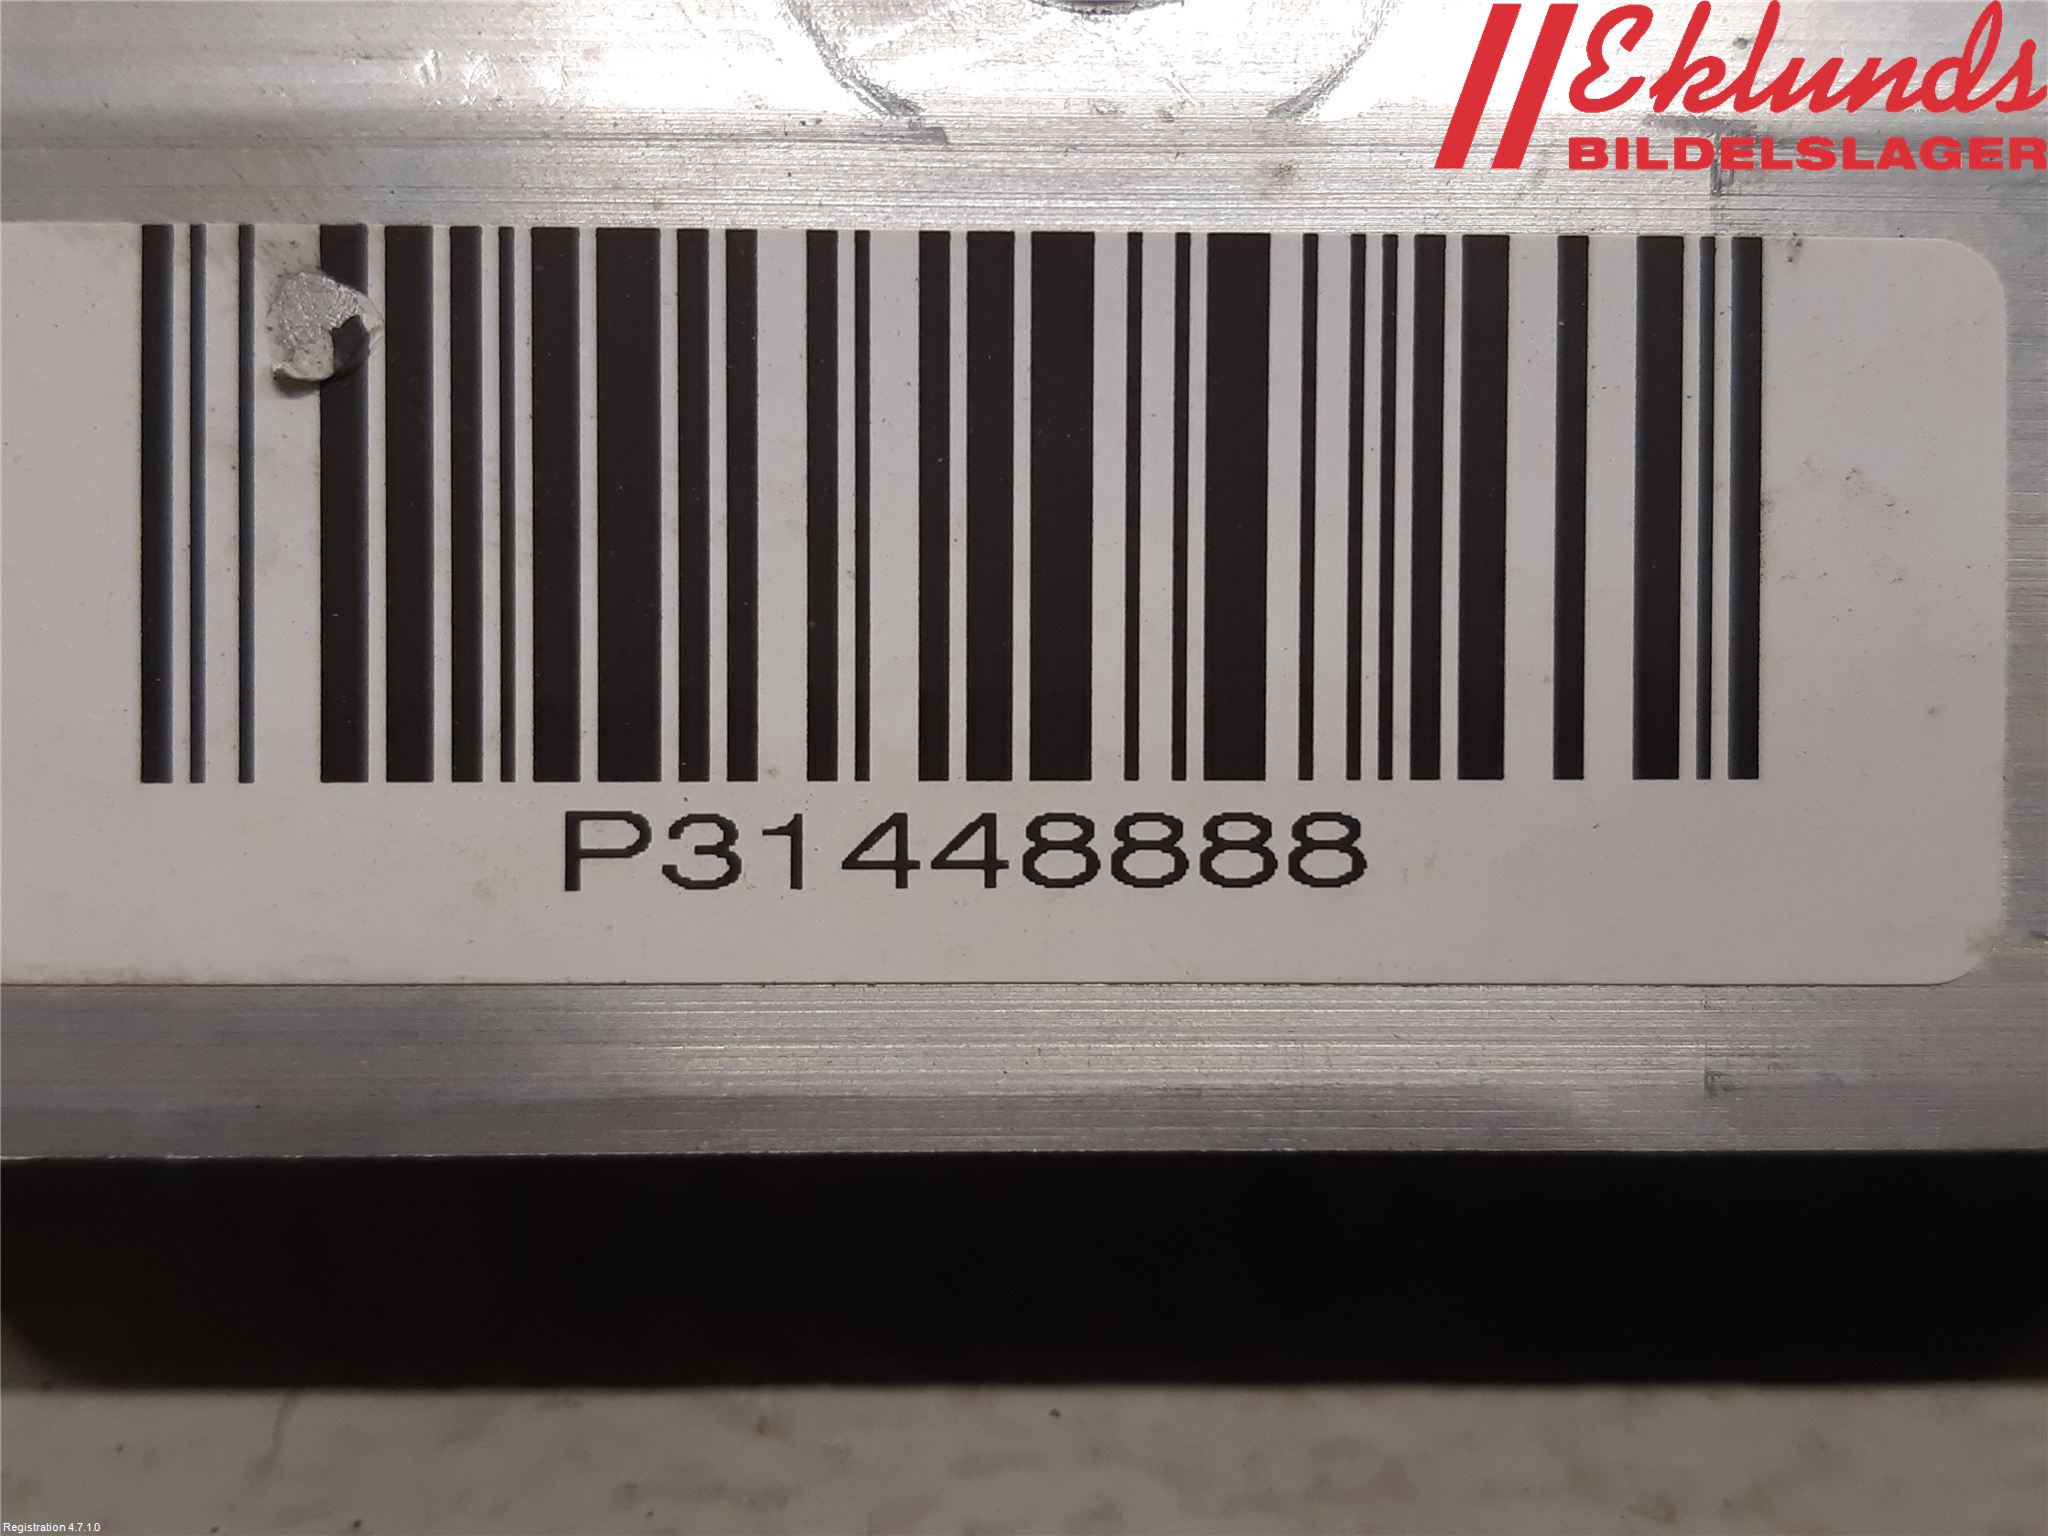 Eklunds
BILDELSLAGER
P31448888
Registration 4.7.1.0